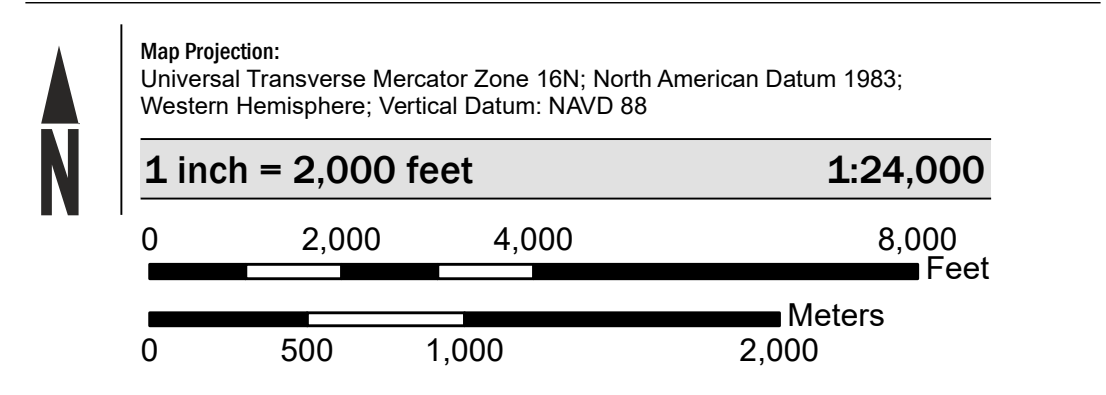 Map Projection:
Universal Transverse Mercator Zone 16N; North American Datum 1983;
Western Hemisphere; Vertical Datum: NAVD 88
N
1 inch = 2,000 feet 1:24,000
0 2,000 4,000 8,000
Feet
Meters
0 500 1,000 2,000